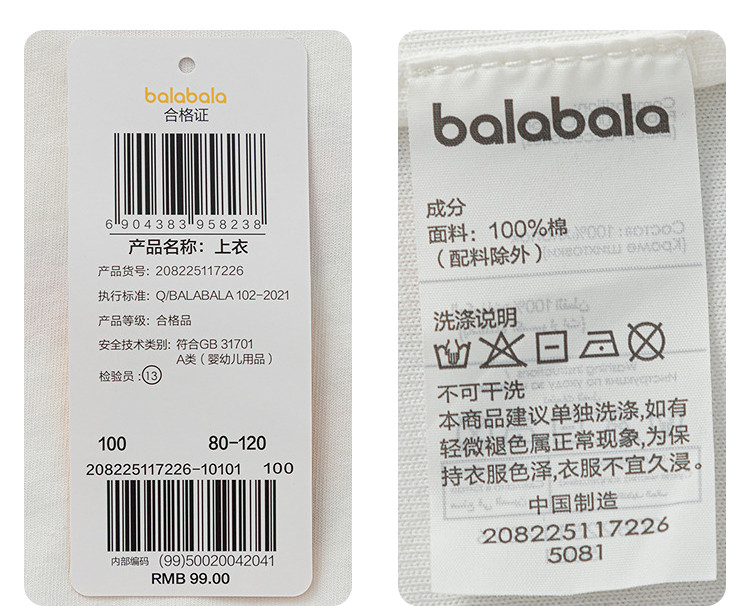 balabala
合格证
6 904383 958238
产品名称：上衣
产品货号：208225117226
执行标准：Q/BALABALA 102-2021
产品等级：合格品
安全技术类别：符合GB 31701
A类（婴幼儿用品）
检验员：13
100 80-120
208225117226-10101 100
内部编码 (99)50020042041
RMB 99.00
balabala
成分
面料：100%棉
（配料除外）
洗涤说明
不可干洗
本商品建议单独洗涤,如有
轻微褪色属正常现象,为保
持衣服色泽,衣服不宜久浸。
中国制造
208225117226
5081